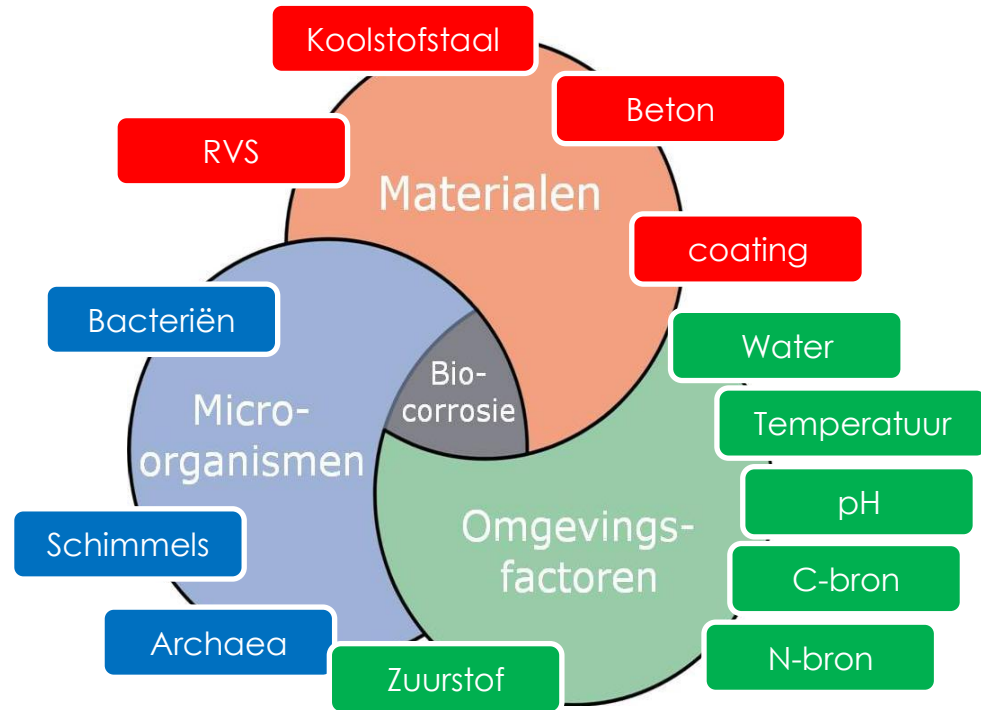 Koolstofstaal
Beton
RVS
Materialen
coating
Bacteriën
Water
Bio-
corrosie
Micro-
organismen
Temperatuur
pH
Omgevings-
factoren
Schimmels
C-bron
Archaea
N-bron
Zuurstof